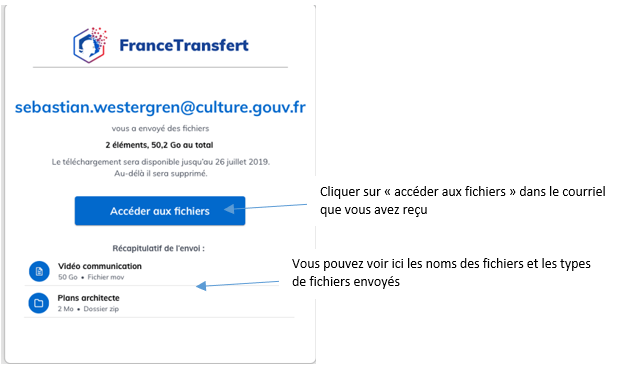 FranceTransfert
sebastian.westergren@culture.gouv.fr
vous a envoyé des fichiers
2 éléments, 50,2 Go au total
Le téléchargement sera disponible jusqu'au 26 juillet 2019.
Au-delà il sera supprimé.
Accéder aux fichiers
Cliquer sur « accéder aux fichiers » dans le courriel
que vous avez reçu
Récapitulatif de l'envoi :
Vidéo communication
50 Go • Fichier mov
Vous pouvez voir ici les noms des fichiers et les types
de fichiers envoyés
Plans architecte
2 Mo • Dossier zip